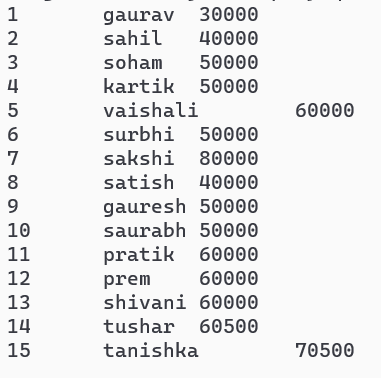 1 gaurav 30000
2 sahil 40000
3 soham 50000
4 kartik 50000
5 vaishali 60000
6 surbhi 50000
7 sakshi 80000
8 satish 40000
9 gauresh 50000
10 saurabh 50000
11 pratik 60000
12 prem 60000
13 shivani 60000
14 tushar 60500
15 tanishka 70500